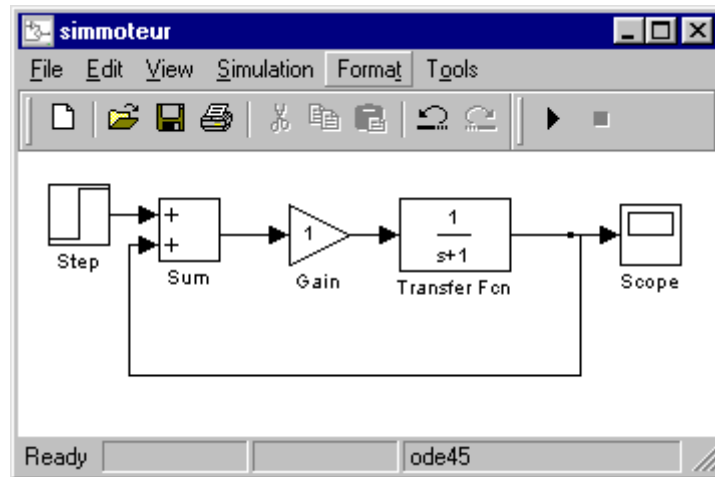 simmoteur
File Edit View Simulation Format Tools
+
+
Step
Sum
1
Gain
1
s+1
Transfer Fcn
Scope
Ready ode45